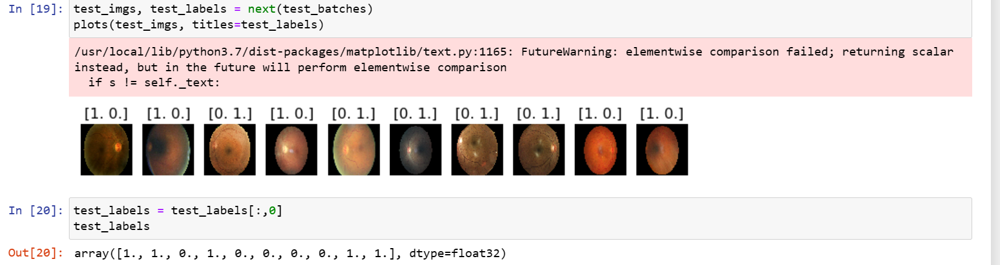 In [19]: test_imgs, test_labels = next(test_batches)
plots(test_imgs, titles=test_labels)
/usr/local/lib/python3.7/dist-packages/matplotlib/text.py:1165: FutureWarning: elementwise comparison failed; returning scalar
instead, but in the future will perform elementwise comparison
  if s != self._text:
[1. 0.] [1. 0.] [0. 1.] [1. 0.] [0. 1.] [0. 1.] [0. 1.] [0. 1.] [1. 0.] [1. 0.]
In [20]: test_labels = test_labels[:,0]
test_labels
Out[20]: array([1., 1., 0., 1., 0., 0., 0., 0., 1., 1.], dtype=float32)